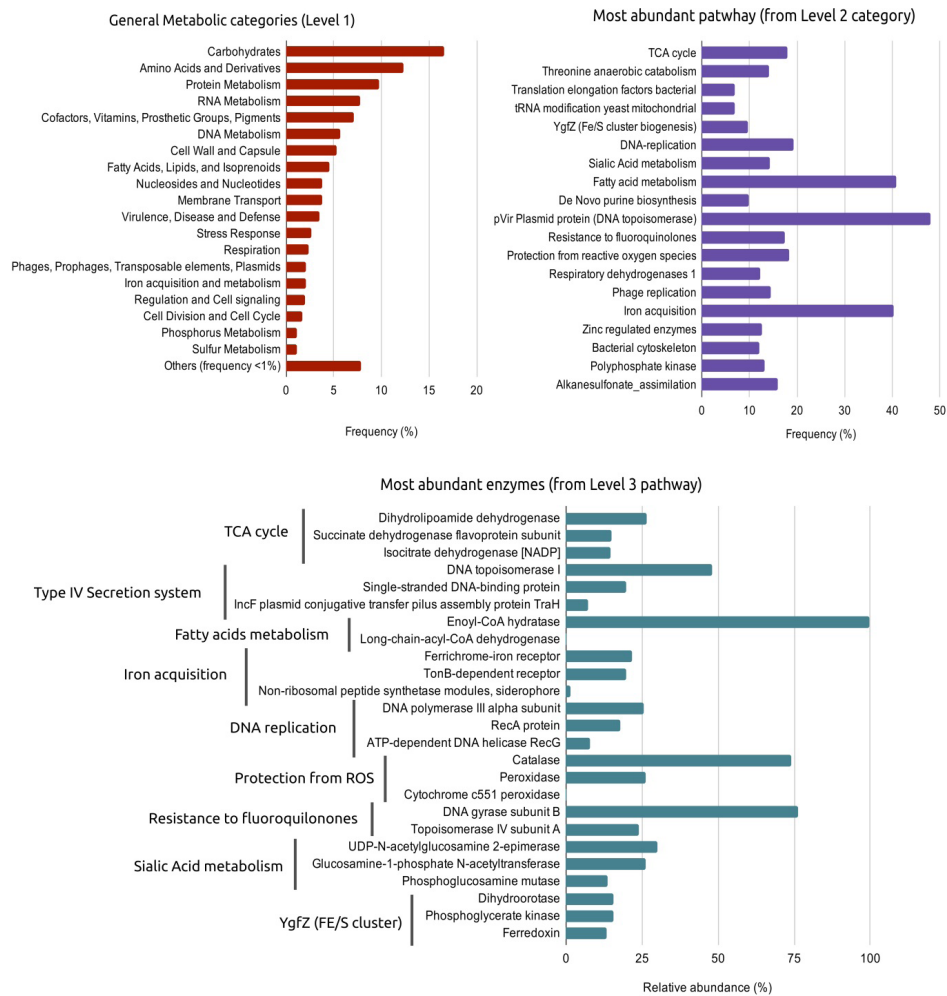 General Metabolic categories (Level 1)
Carbohydrates
Amino Acids and Derivatives
Protein Metabolism
RNA Metabolism
Cofactors, Vitamins, Prosthetic Groups, Pigments
DNA Metabolism
Cell Wall and Capsule
Fatty Acids, Lipids, and Isoprenoids
Nucleosides and Nucleotides
Membrane Transport
Virulence, Disease and Defense
Stress Response
Respiration
Phages, Prophages, Transposable elements, Plasmids
Iron acquisition and metabolism
Regulation and Cell signaling
Cell Division and Cell Cycle
Phosphorus Metabolism
Sulfur Metabolism
Others (frequency <1%)
0 5 10 15 20
Frequency (%)
Most abundant patwhay (from Level 2 category)
TCA cycle
Threonine anaerobic catabolism
Translation elongation factors bacterial
tRNA modification yeast mitochondrial
YgfZ (Fe/S cluster biogenesis)
DNA-replication
Sialic Acid metabolism
Fatty acid metabolism
De Novo purine biosynthesis
pVir Plasmid protein (DNA topoisomerase)
Resistance to fluoroquinolones
Protection from reactive oxygen species
Respiratory dehydrogenases 1
Phage replication
Iron acquisition
Zinc regulated enzymes
Bacterial cytoskeleton
Polyphosphate kinase
Alkanesulfonate_assimilation
0 10 20 30 40 50
Frequency (%)
Most abundant enzymes (from Level 3 pathway)
TCA cycle
Dihydrolipoamide dehydrogenase
Succinate dehydrogenase flavoprotein subunit
Isocitrate dehydrogenase [NADP]
Type IV Secretion system
DNA topoisomerase I
Single-stranded DNA-binding protein
IncF plasmid conjugative transfer pilus assembly protein TraH
Fatty acids metabolism
Enoyl-CoA hydratase
Long-chain-acyl-CoA dehydrogenase
Iron acquisition
Ferrichrome-iron receptor
TonB-dependent receptor
Non-ribosomal peptide synthetase modules, siderophore
DNA replication
DNA polymerase III alpha subunit
RecA protein
ATP-dependent DNA helicase RecG
Protection from ROS
Catalase
Peroxidase
Cytochrome c551 peroxidase
Resistance to fluoroquilonones
DNA gyrase subunit B
Topoisomerase IV subunit A
Sialic Acid metabolism
UDP-N-acetylglucosamine 2-epimerase
Glucosamine-1-phosphate N-acetyltransferase
Phosphoglucosamine mutase
YgfZ (FE/S cluster)
Dihydroorotase
Phosphoglycerate kinase
Ferredoxin
0 25 50 75 100
Relative abundance (%)